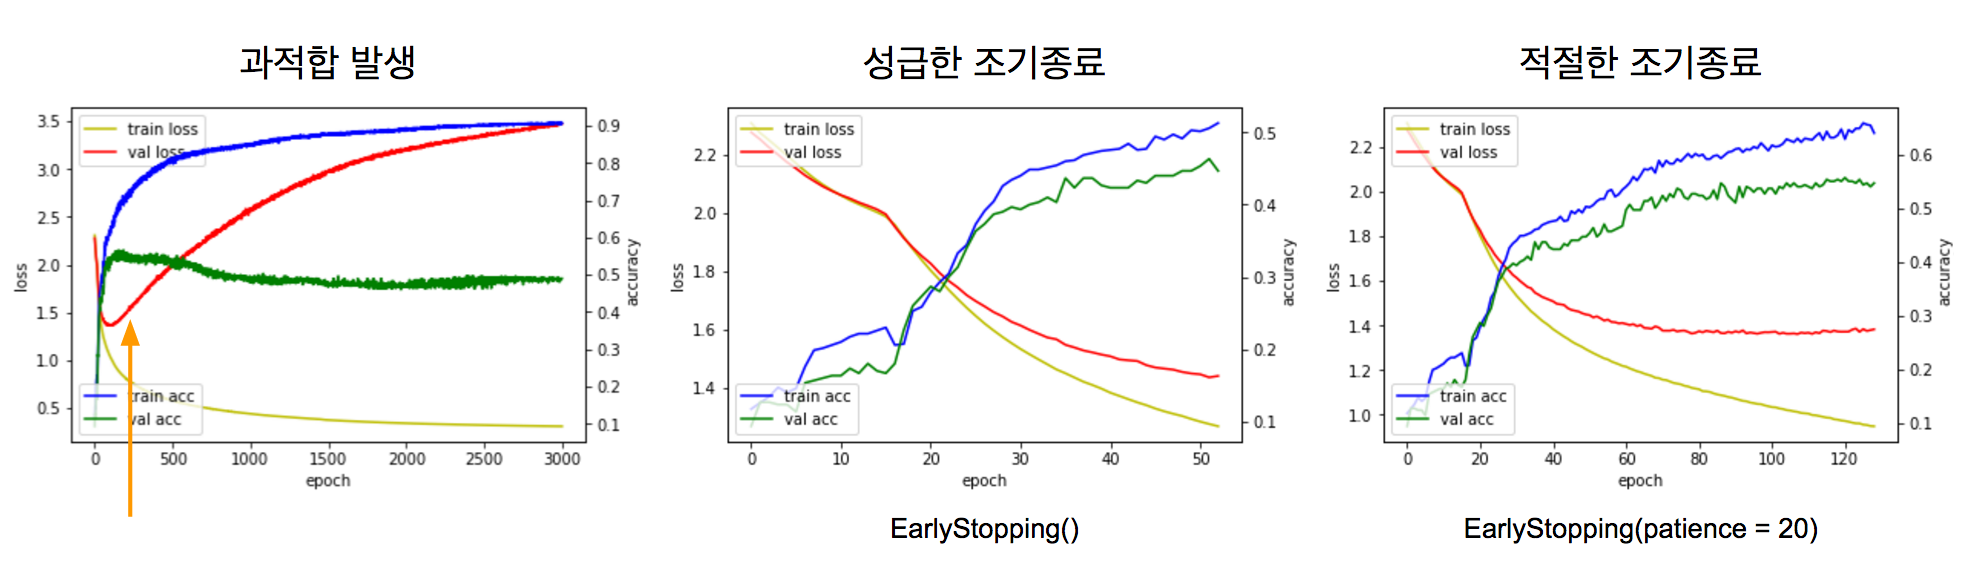 과적합 발생
train loss
val loss
3.5
3.0
2.5
2.0
1.5
1.0
0.5
loss
0.9
0.8
0.7
0.6
0.5
0.4
0.3
0.2
0.1
accuracy
train acc
val acc
0 500 1000 1500 2000 2500 3000
epoch
성급한 조기종료
train loss
val loss
2.2
2.0
1.8
1.6
1.4
loss
0.5
0.4
0.3
0.2
0.1
accuracy
train acc
val acc
0 10 20 30 40 50
epoch
EarlyStopping()
적절한 조기종료
train loss
val loss
2.2
2.0
1.8
1.6
1.4
1.2
1.0
loss
0.6
0.5
0.4
0.3
0.2
0.1
accuracy
train acc
val acc
0 20 40 60 80 100 120
epoch
EarlyStopping(patience = 20)